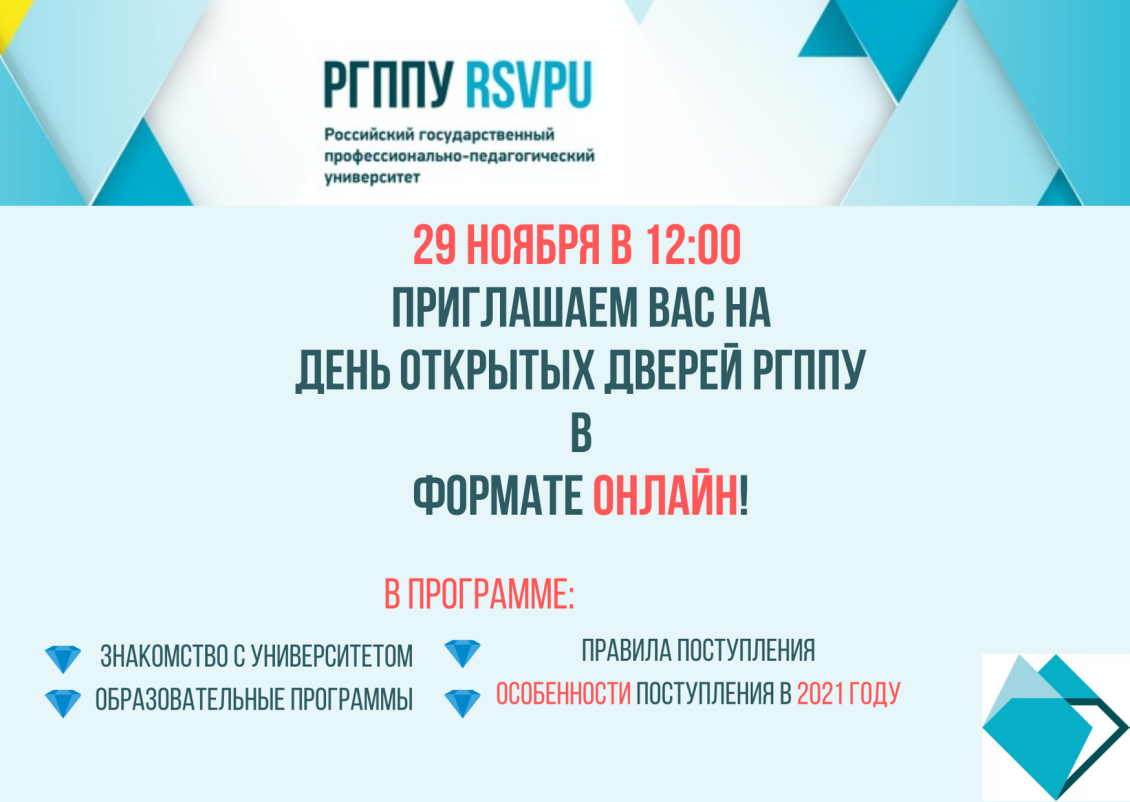 РГППУ RSVPU
Российский государственный
профессионально-педагогический
университет
29 НОЯБРЯ В 12:00
ПРИГЛАШАЕМ ВАС НА
ДЕНЬ ОТКРЫТЫХ ДВЕРЕЙ РГППУ
В
ФОРМАТЕ ОНЛАЙН!
В ПРОГРАММЕ:
ЗНАКОМСТВО С УНИВЕРСИТЕТОМ
ОБРАЗОВАТЕЛЬНЫЕ ПРОГРАММЫ
ПРАВИЛА ПОСТУПЛЕНИЯ
ОСОБЕННОСТИ ПОСТУПЛЕНИЯ В 2021 ГОДУ